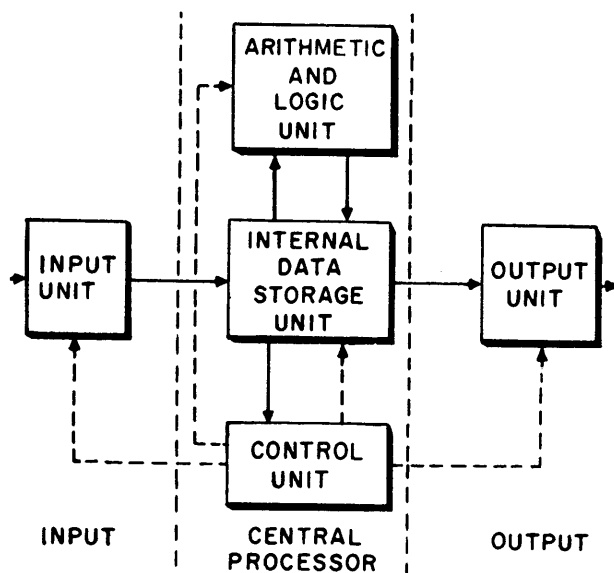 ARITHMETIC
AND
LOGIC
UNIT
INPUT
UNIT
INTERNAL
DATA
STORAGE
UNIT
OUTPUT
UNIT
CONTROL
UNIT
INPUT
CENTRAL
PROCESSOR
OUTPUT